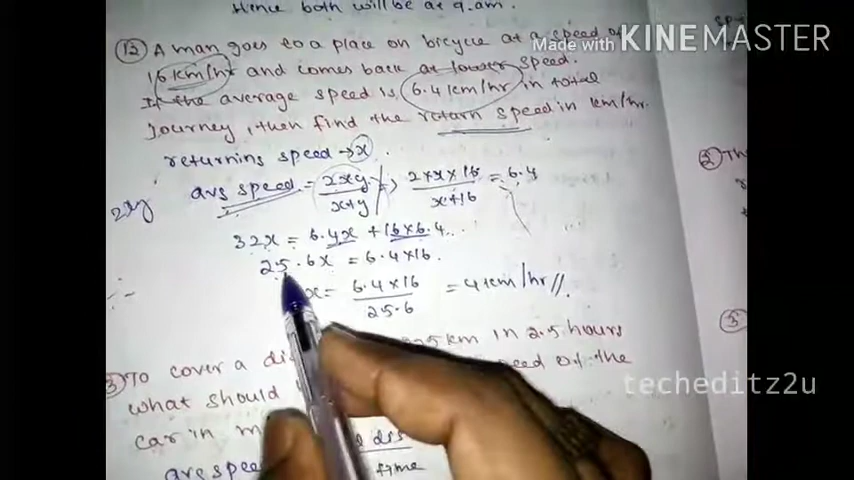 Hence both will be at 9 am.
Made with KINEMASTER
(12) A man goes to a place on bicycle at a speed of
16 km/hr and comes back at lower speed.
If the average speed is 6.4 km/hr in total
journey, then find the return speed in km/hr.
returning speed → x.
2xy avg speed = 2xy/x+y => 2×x×16/x+16 = 6.4
32x = 6.4x + 16×6.4
25.6x = 6.4×16.
x = 6.4×16/25.6 = 4 km/hr//.
(3) To cover a 25 km in 2.5 hours
what should of the
techeditz2u
car in
ave speed time